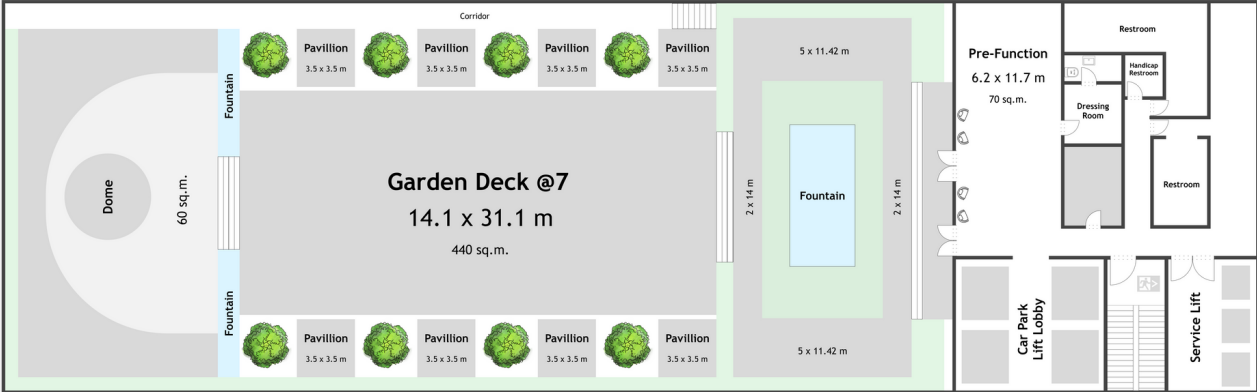 Corridor
Pavillion
3.5 x 3.5 m
Pavillion
3.5 x 3.5 m
Pavillion
3.5 x 3.5 m
Pavillion
3.5 x 3.5 m
5 x 11.42 m
Pre-Function
6.2 x 11.7 m
70 sq.m.
Restroom
Handicap
Restroom
Dressing
Room
Fountain
Dome
60 sq.m.
Garden Deck @7
14.1 x 31.1 m
440 sq.m.
2 x 14 m
Fountain
2 x 14 m
Restroom
Fountain
Pavillion
3.5 x 3.5 m
Pavillion
3.5 x 3.5 m
Pavillion
3.5 x 3.5 m
Pavillion
3.5 x 3.5 m
5 x 11.42 m
Car Park
Lift Lobby
Service Lift